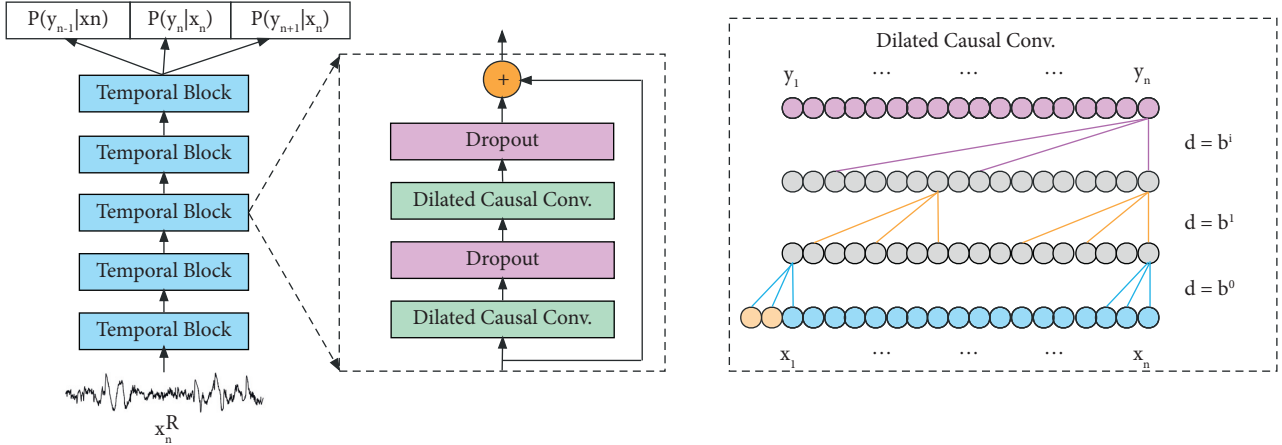 P(yₙ₋₁|xn) P(yₙ|xₙ) P(yₙ₊₁|xₙ)
Temporal Block
Temporal Block
Temporal Block
Temporal Block
Temporal Block
xₙᴿ
+
Dropout
Dilated Causal Conv.
Dropout
Dilated Causal Conv.
Dilated Causal Conv.
y₁ ... ... ... yₙ
d = bⁱ
d = b¹
d = b⁰
x₁ ... ... ... xₙ